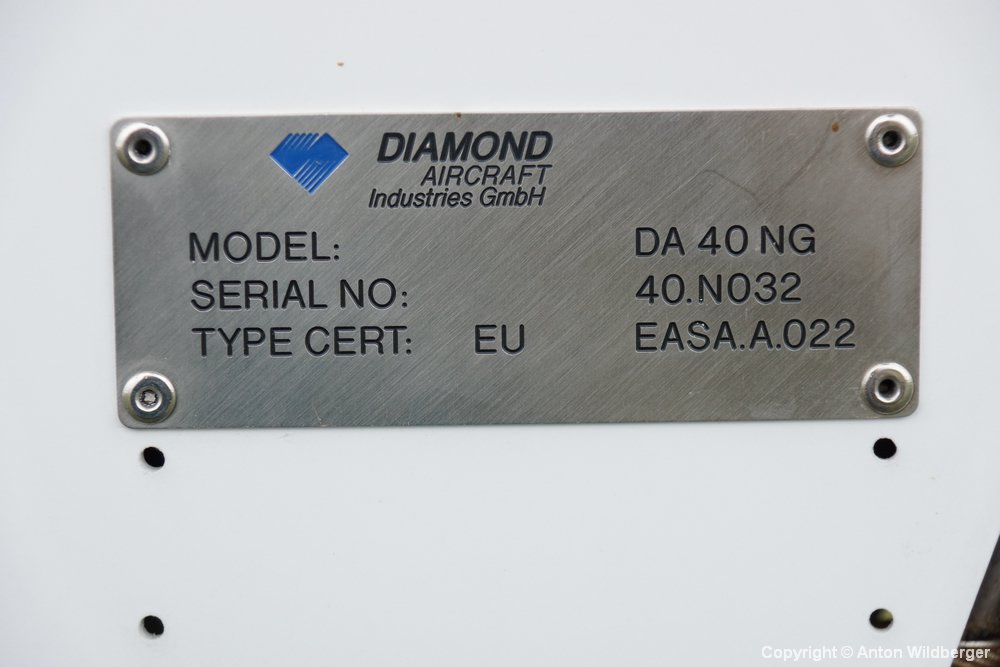 DIAMOND
AIRCRAFT
Industries GmbH
MODEL: DA 40 NG
SERIAL NO: 40.N032
TYPE CERT: EU EASA.A.022
Copyright © Anton Wildberger